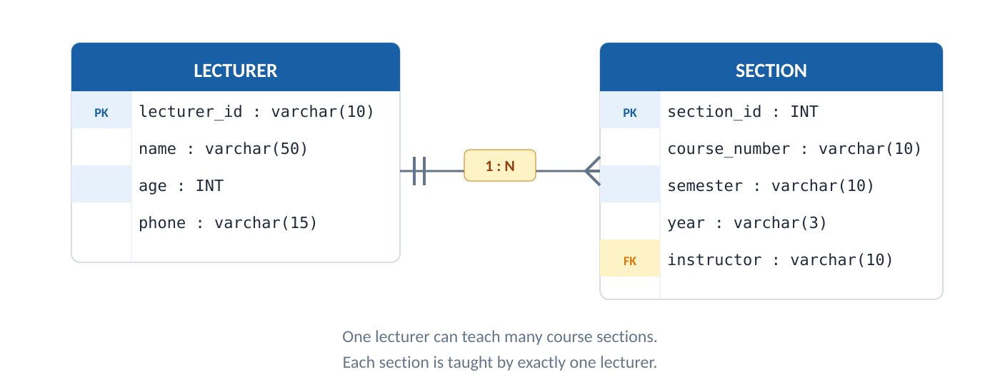 LECTURER
PK lecturer_id : varchar(10)
name : varchar(50)
age : INT
phone : varchar(15)
1 : N
SECTION
PK section_id : INT
course_number : varchar(10)
semester : varchar(10)
year : varchar(3)
FK instructor : varchar(10)
One lecturer can teach many course sections.
Each section is taught by exactly one lecturer.